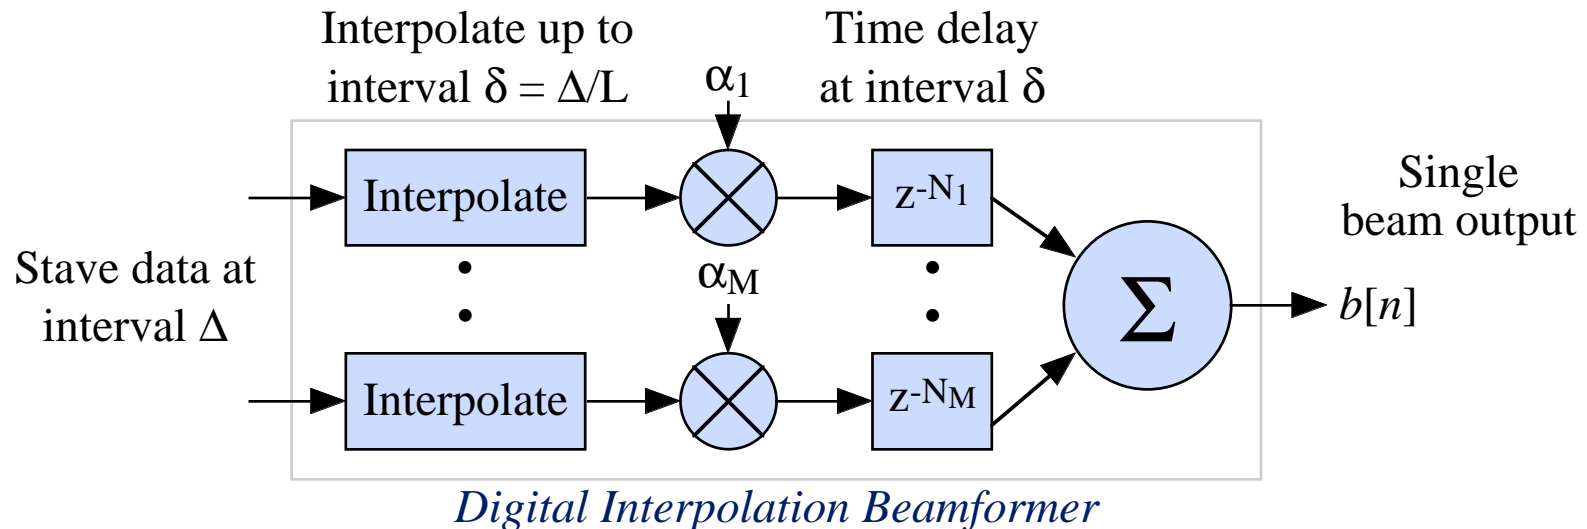 Interpolate up to
interval δ = Δ/L
Time delay
at interval δ
α1
Interpolate
z-N1
Single
beam output
Stave data at
interval Δ
αM
Σ
b[n]
Interpolate
z-NM
Digital Interpolation Beamformer